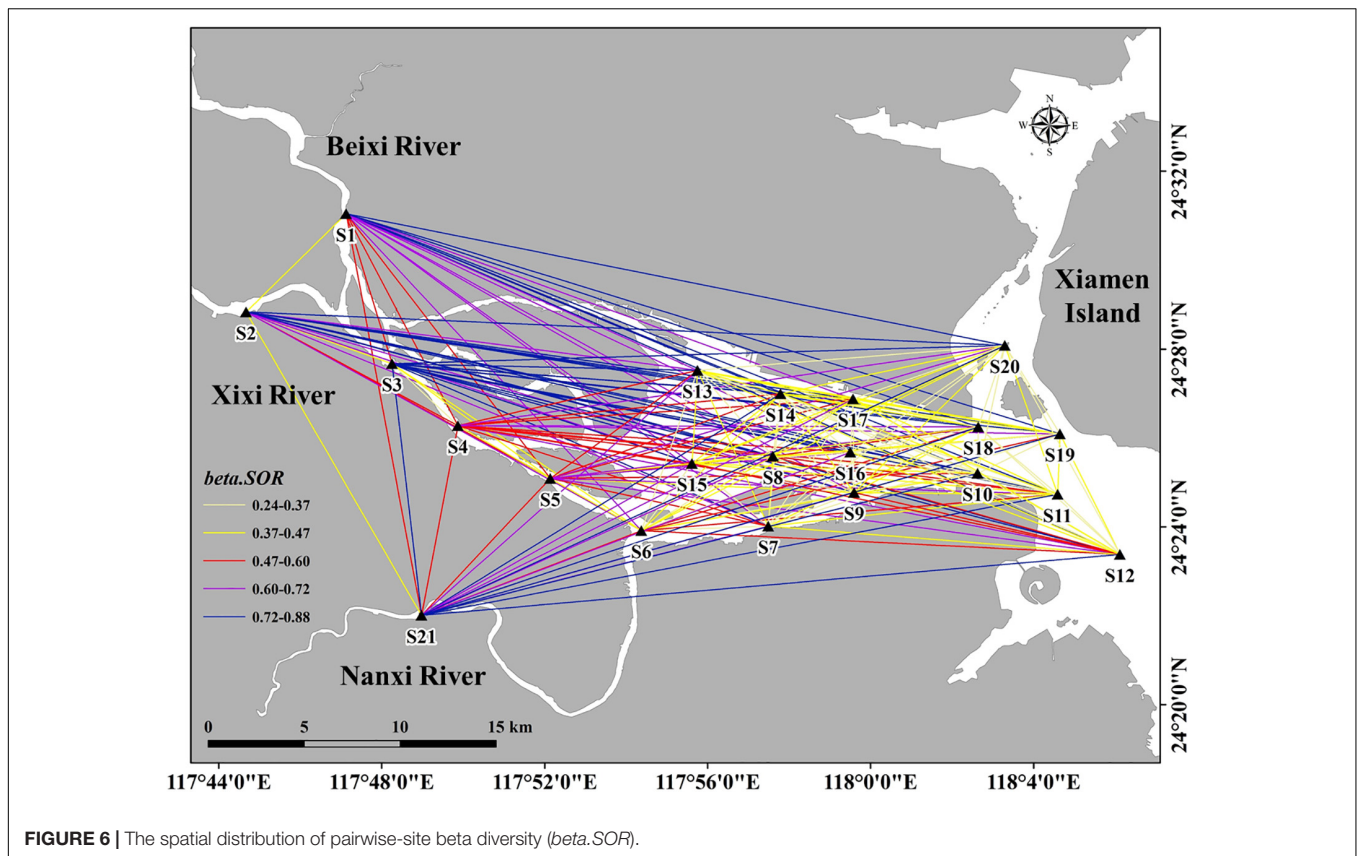 N
W E
S
Beixi River
24°32'0"N
S1
Xiamen
Island
S2
24°28'0"N
S20
S3
S13
Xixi River
S14
S17
S4
S18
S19
beta.SOR
S15
S8
S16
S5
S10
0.24-0.37
S9
S11
0.37-0.47
24°24'0"N
S6
S7
0.47-0.60
S12
0.60-0.72
0.72-0.88
S21
Nanxi River
24°20'0"N
0 5 10 15 km
117°44'0"E 117°48'0"E 117°52'0"E 117°56'0"E 118°0'0"E 118°4'0"E
FIGURE 6 | The spatial distribution of pairwise-site beta diversity (beta.SOR).